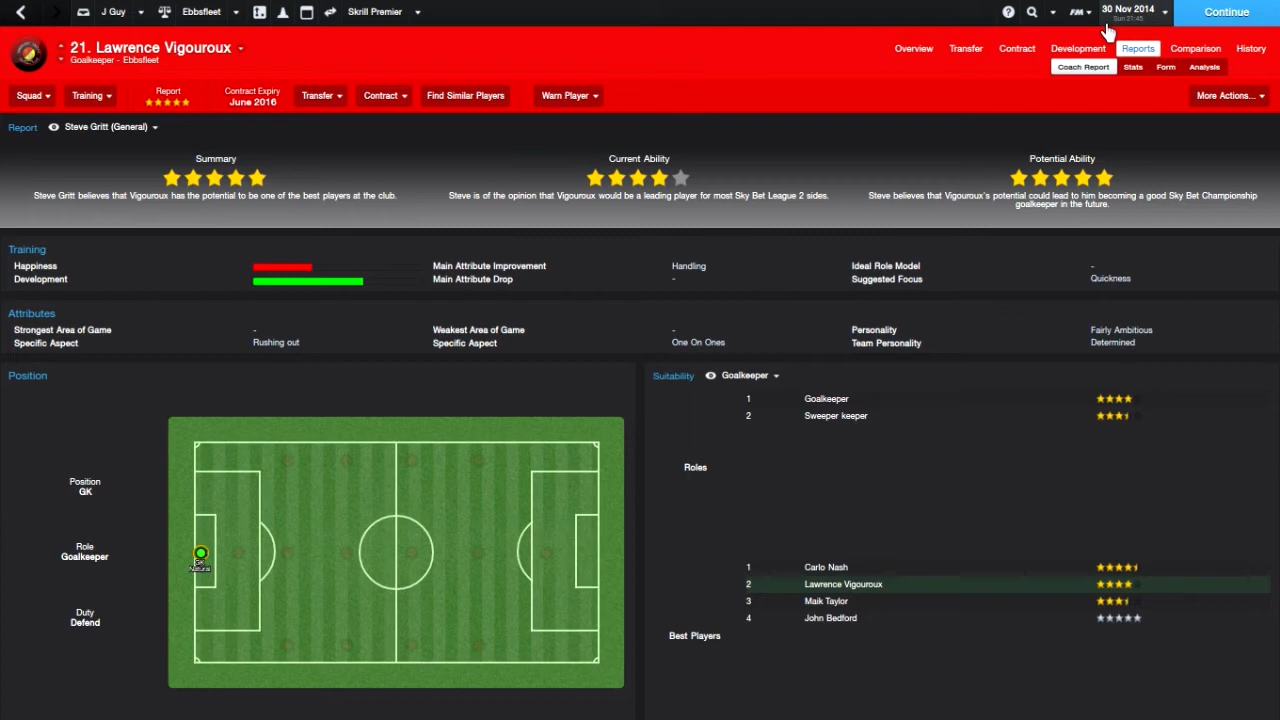 J Guy
Ebbsfleet
Skrill Premier
FM
30 Nov 2014
Sun 21:45
Continue
21. Lawrence Vigouroux
Goalkeeper - Ebbsfleet
Overview
Transfer
Contract
Development
Reports
Comparison
History
Coach Report
Stats
Form
Analysis
Squad
Training
Report
Contract Expiry
June 2016
Transfer
Contract
Find Similar Players
Warn Player
More Actions...
Report
Steve Gritt (General)
Summary
Steve Gritt believes that Vigouroux has the potential to be one of the best players at the club.
Current Ability
Steve is of the opinion that Vigouroux would be a leading player for most Sky Bet League 2 sides.
Potential Ability
Steve believes that Vigouroux's potential could lead to him becoming a good Sky Bet Championship
goalkeeper in the future.
Training
Happiness
Main Attribute Improvement
Handling
Ideal Role Model
-
Development
Main Attribute Drop
-
Suggested Focus
Quickness
Attributes
Strongest Area of Game
-
Weakest Area of Game
-
Personality
Fairly Ambitious
Specific Aspect
Rushing out
Specific Aspect
One On Ones
Team Personality
Determined
Position
Position
GK
Role
Goalkeeper
Duty
Defend
GK
Natural
Suitability
Goalkeeper
1 Goalkeeper
2 Sweeper keeper
Roles
1 Carlo Nash
2 Lawrence Vigouroux
3 Maik Taylor
4 John Bedford
Best Players